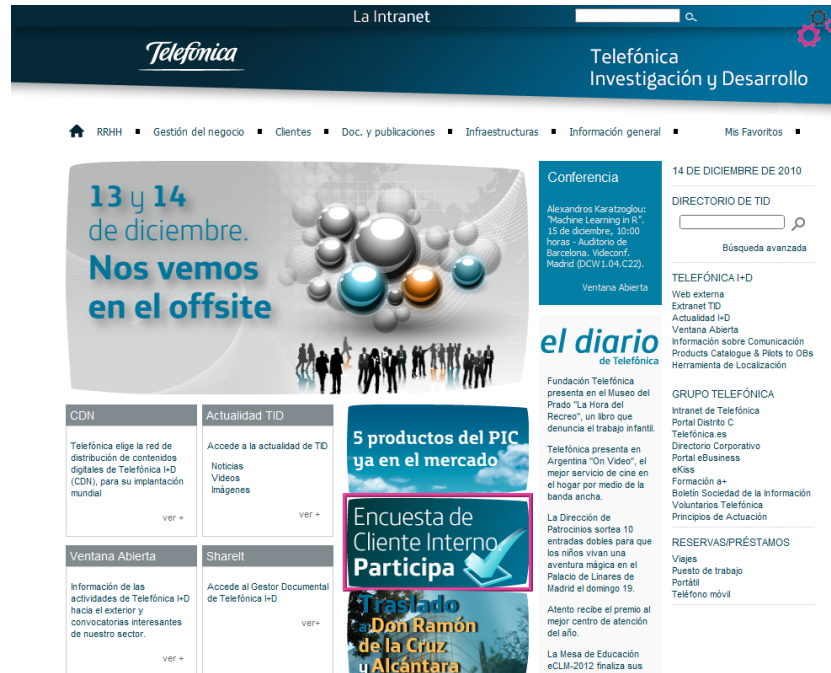 La Intranet
Telefónica
Telefónica
Investigación y Desarrollo
RRHH
Gestión del negocio
Clientes
Doc. y publicaciones
Infraestructuras
Información general
Mis Favoritos
13 y 14
de diciembre.
Nos vemos
en el offsite
CDN
Telefónica elige la red de
distribución de contenidos
digitales de Telefónica I+D
(CDN), para su implantación
mundial
ver +
Actualidad TID
Accede a la actualidad de TID
Noticias
Videos
Imágenes
ver +
Ventana Abierta
Información de las
actividades de Telefónica I+D
hacia el exterior y
convocatorias interesantes
de nuestro sector.
ver +
ShareIt
Accede al Gestor Documental
de Telefónica I+D
ver+
5 productos del PIC
ya en el mercado
Encuesta de
Cliente Interno.
Participa
Traslado
a Don Ramón
de la Cruz
y Alcántara
Conferencia
Alexandros Karatzoglou:
"Machine Learning in R".
15 de diciembre, 10:00
horas - Auditorio de
Barcelona. Videconf.
Madrid (DCW1.04.C22).
Ventana Abierta
el diario
de Telefónica
Fundación Telefónica
presenta en el Museo del
Prado "La Hora del
Recreo", un libro que
denuncia el trabajo infantil.
Telefónica presenta en
Argentina "On Video", el
mejor servicio de cine en
el hogar por medio de la
banda ancha.
La Dirección de
Patrocinios sortea 10
entradas dobles para que
los niños vivan una
aventura mágica en el
Palacio de Linares de
Madrid el domingo 19.
Atento recibe el premio al
mejor centro de atención
del año.
La Mesa de Educación
eCLM-2012 finaliza sus
14 DE DICIEMBRE DE 2010
DIRECTORIO DE TID
Búsqueda avanzada
TELEFÓNICA I+D
Web externa
Extranet TID
Actualidad I+D
Ventana Abierta
Información sobre Comunicación
Products Catalogue & Pilots to OBs
Herramienta de Localización
GRUPO TELEFÓNICA
Intranet de Telefónica
Portal Distrito C
Telefónica.es
Directorio Corporativo
Portal eBusiness
eKiss
Formación a+
Boletín Sociedad de la Información
Voluntarios Telefónica
Principios de Actuación
RESERVAS/PRÉSTAMOS
Viajes
Puesto de trabajo
Portátil
Teléfono móvil